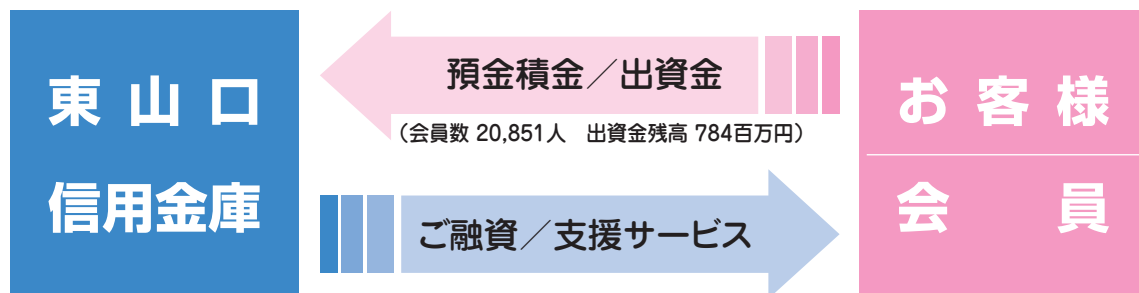 東山口
信用金庫
預金積金／出資金
（会員数 20,851人　出資金残高 784百万円）
ご融資／支援サービス
お客様
会員